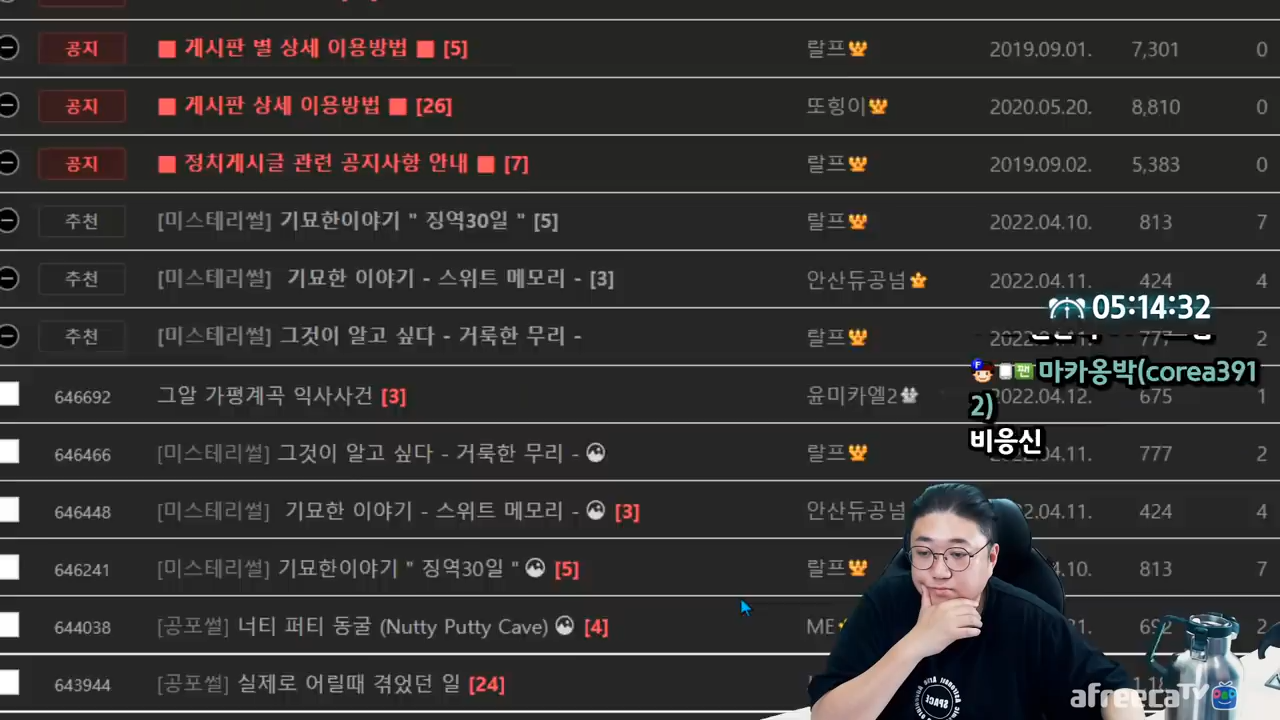 공지 ■ 게시판 별 상세 이용방법 ■ [5] 랄프 2019.09.01. 7,301 0
공지 ■ 게시판 상세 이용방법 ■ [26] 또힝이 2020.05.20. 8,810 0
공지 ■ 정치게시글 관련 공지사항 안내 ■ [7] 랄프 2019.09.02. 5,383 0
추천 [미스테리썰] 기묘한이야기 " 징역30일 " [5] 랄프 2022.04.10. 813 7
추천 [미스테리썰] 기묘한 이야기 - 스위트 메모리 - [3] 안산듀공넘 2022.04.11. 424 4
05:14:32
추천 [미스테리썰] 그것이 알고 싶다 - 거룩한 무리 - 랄프 2022.04.11. 777 2
마카옹박(corea391
2)
비응신
646692 그알 가평계곡 익사사건 [3] 윤미카엘2 2022.04.12. 675 1
646466 [미스테리썰] 그것이 알고 싶다 - 거룩한 무리 - 랄프 04.11. 777 2
646448 [미스테리썰] 기묘한 이야기 - 스위트 메모리 - [3] 안산듀공넘 2.04.11. 424 4
646241 [미스테리썰] 기묘한이야기 " 징역30일 " [5] 랄프 .10. 813 7
644038 [공포썰] 너티 퍼티 동굴 (Nutty Putty Cave) [4] ME 692 2
643944 [공포썰] 실제로 어릴때 겪었던 일 [24]
SPACE
afreecaTV